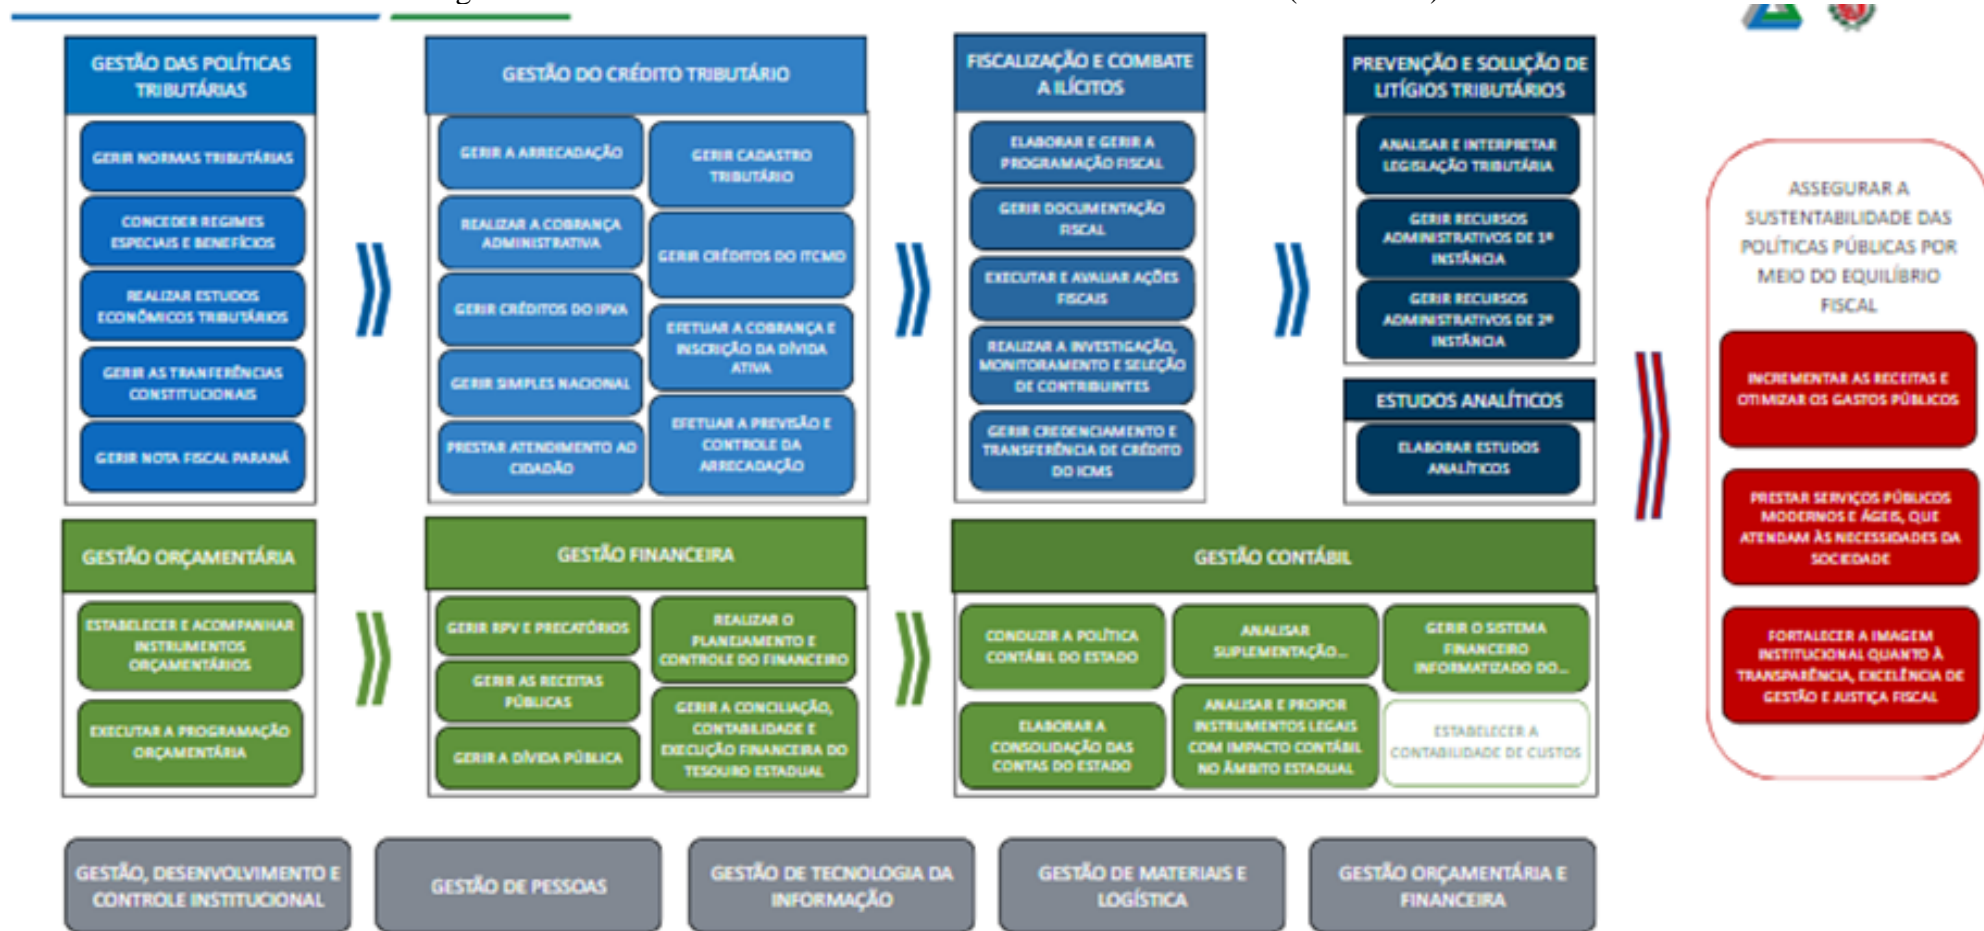 GESTÃO DAS POLÍTICAS
TRIBUTÁRIAS
GERIR NORMAS TRIBUTÁRIAS
CONCEDER REGIMES
ESPECIAIS E BENEFÍCIOS
REALIZAR ESTUDOS
ECONÔMICOS TRIBUTÁRIOS
GERIR AS TRANFERÊNCIAS
CONSTITUCIONAIS
GERIR NOTA FISCAL PARANÁ
GESTÃO DO CRÉDITO TRIBUTÁRIO
GERIR A ARRECADAÇÃO
REALIZAR A COBRANÇA
ADMINISTRATIVA
GERIR CRÉDITOS DO IPVA
GERIR SIMPLES NACIONAL
PRESTAR ATENDIMENTO AO
CIDADÃO
GERIR CADASTRO
TRIBUTÁRIO
GERIR CRÉDITOS DO ITCMD
EFETUAR A COBRANÇA E
INSCRIÇÃO DA DÍVIDA
ATIVA
EFETUAR A PREVISÃO E
CONTROLE DA
ARRECADAÇÃO
FISCALIZAÇÃO E COMBATE
A ILÍCITOS
ELABORAR E GERIR A
PROGRAMAÇÃO FISCAL
GERIR DOCUMENTAÇÃO
FISCAL
EXECUTAR E AVALIAR AÇÕES
FISCAIS
REALIZAR A INVESTIGAÇÃO,
MONITORAMENTO E SELEÇÃO
DE CONTRIBUINTES
GERIR CREDENCIAMENTO E
TRANSFERÊNCIA DE CRÉDITO
DO ICMS
PREVENÇÃO E SOLUÇÃO DE
LITÍGIOS TRIBUTÁRIOS
ANALISAR E INTERPRETAR
LEGISLAÇÃO TRIBUTÁRIA
GERIR RECURSOS
ADMINISTRATIVOS DE 1ª
INSTÂNCIA
GERIR RECURSOS
ADMINISTRATIVOS DE 2ª
INSTÂNCIA
ESTUDOS ANALÍTICOS
ELABORAR ESTUDOS
ANALÍTICOS
GESTÃO ORÇAMENTÁRIA
ESTABELECER E ACOMPANHAR
INSTRUMENTOS
ORÇAMENTÁRIOS
EXECUTAR A PROGRAMAÇÃO
ORÇAMENTÁRIA
GESTÃO FINANCEIRA
GERIR RPV E PRECATÓRIOS
GERIR AS RECEITAS
PÚBLICAS
GERIR A DÍVIDA PÚBLICA
REALIZAR O
PLANEJAMENTO E
CONTROLE DO FINANCEIRO
GERIR A CONCILIAÇÃO,
CONTABILIDADE E
EXECUÇÃO FINANCEIRA DO
TESOURO ESTADUAL
GESTÃO CONTÁBIL
CONDUZIR A POLÍTICA
CONTÁBIL DO ESTADO
ELABORAR A
CONSOLIDAÇÃO DAS
CONTAS DO ESTADO
ANALISAR
SUPLEMENTAÇÃO...
ANALISAR E PROPOR
INSTRUMENTOS LEGAIS
COM IMPACTO CONTÁBIL
NO ÂMBITO ESTADUAL
GERIR O SISTEMA
FINANCEIRO
INFORMATIZADO DO...
ESTABELECER A
CONTABILIDADE DE CUSTOS
ASSEGURAR A
SUSTENTABILIDADE DAS
POLÍTICAS PÚBLICAS POR
MEIO DO EQUILÍBRIO
FISCAL
INCREMENTAR AS RECEITAS E
OTIMIZAR OS GASTOS PÚBLICOS
PRESTAR SERVIÇOS PÚBLICOS
MODERNOS E ÁGEIS, QUE
ATENDAM ÀS NECESSIDADES DA
SOCIEDADE
FORTALECER A IMAGEM
INSTITUCIONAL QUANTO À
TRANSPARÊNCIA, EXCELÊNCIA DE
GESTÃO E JUSTIÇA FISCAL
GESTÃO, DESENVOLVIMENTO E
CONTROLE INSTITUCIONAL
GESTÃO DE PESSOAS
GESTÃO DE TECNOLOGIA DA
INFORMAÇÃO
GESTÃO DE MATERIAIS E
LOGÍSTICA
GESTÃO ORÇAMENTÁRIA E
FINANCEIRA